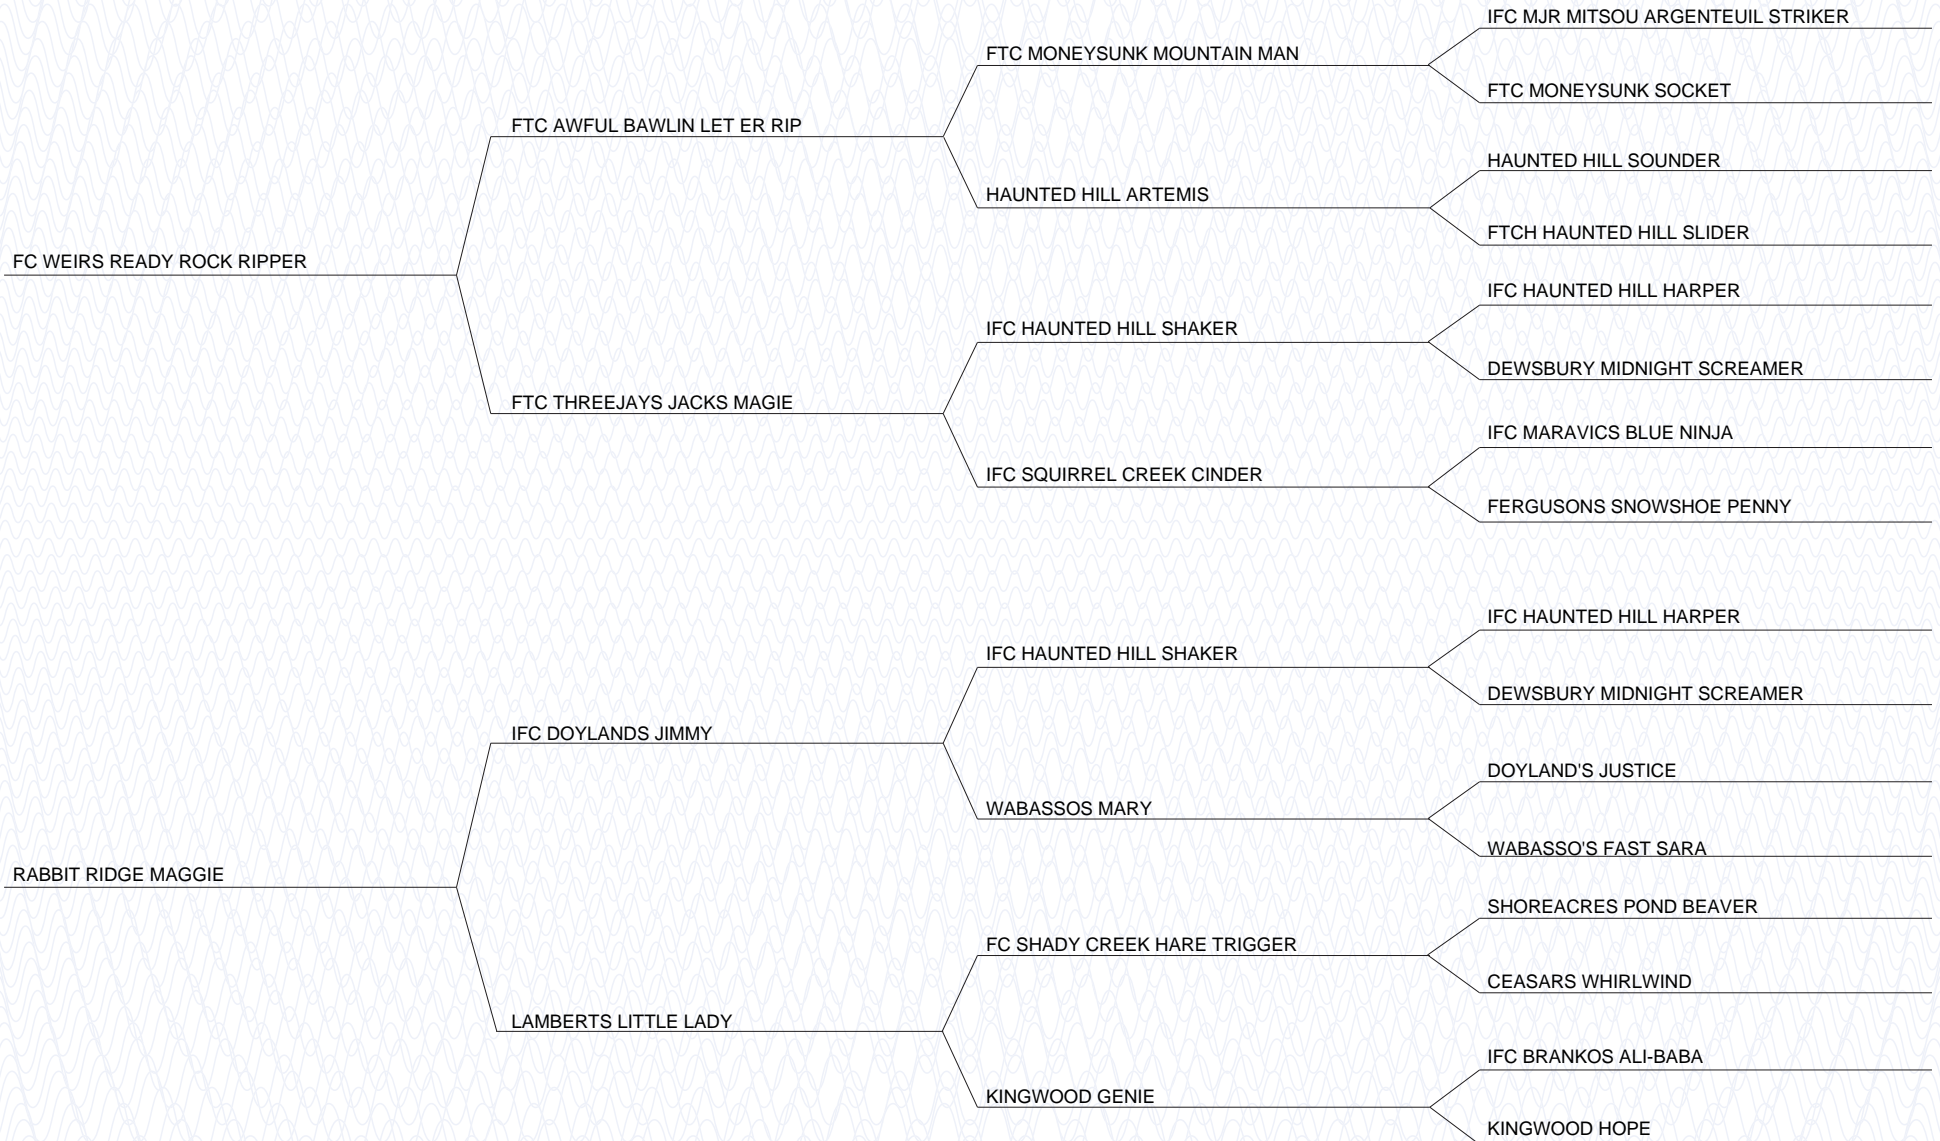 IFC MJR MITSOU ARGENTEUIL STRIKER
FTC MONEYSUNK MOUNTAIN MAN
FTC MONEYSUNK SOCKET
FTC AWFUL BAWLIN LET ER RIP
HAUNTED HILL SOUNDER
HAUNTED HILL ARTEMIS
FTCH HAUNTED HILL SLIDER
FC WEIRS READY ROCK RIPPER
IFC HAUNTED HILL HARPER
IFC HAUNTED HILL SHAKER
DEWSBURY MIDNIGHT SCREAMER
FTC THREEJAYS JACKS MAGIE
IFC MARAVICS BLUE NINJA
IFC SQUIRREL CREEK CINDER
FERGUSONS SNOWSHOE PENNY
IFC HAUNTED HILL HARPER
IFC HAUNTED HILL SHAKER
DEWSBURY MIDNIGHT SCREAMER
IFC DOYLANDS JIMMY
DOYLAND'S JUSTICE
WABASSOS MARY
WABASSO'S FAST SARA
RABBIT RIDGE MAGGIE
SHOREACRES POND BEAVER
FC SHADY CREEK HARE TRIGGER
CEASARS WHIRLWIND
LAMBERTS LITTLE LADY
IFC BRANKOS ALI-BABA
KINGWOOD GENIE
KINGWOOD HOPE